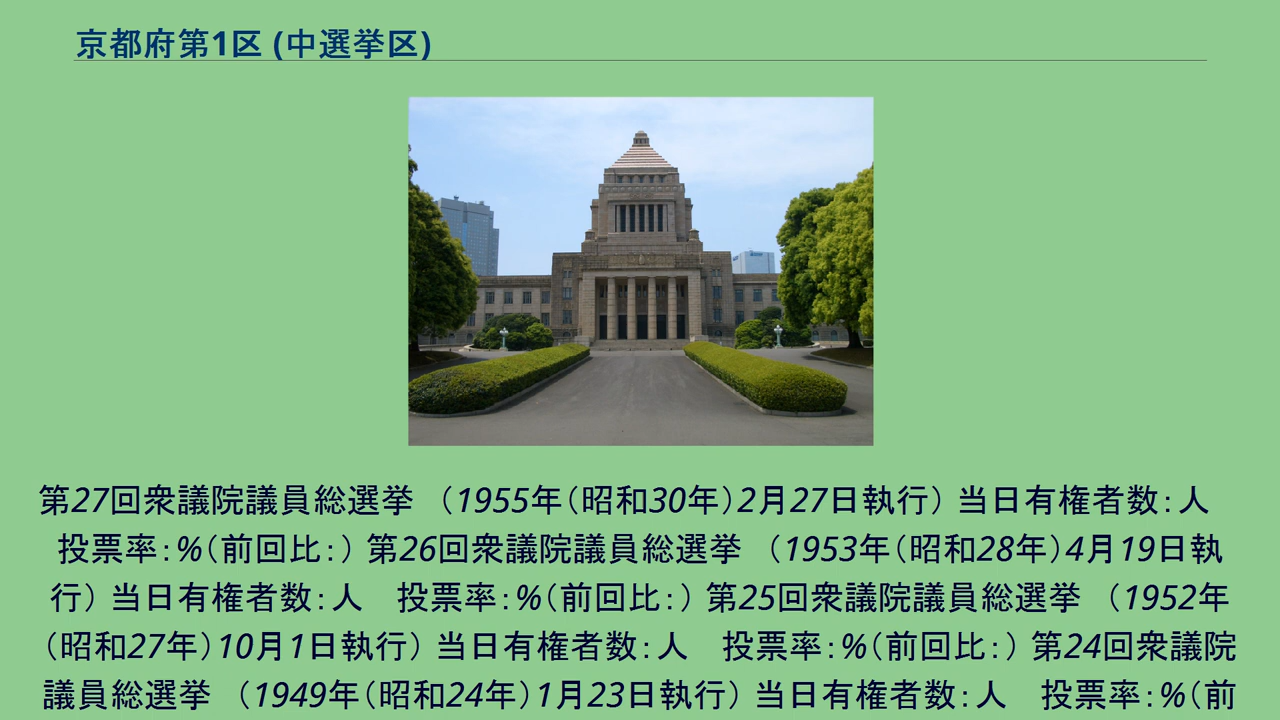 京都府第1区 (中選挙区)
第27回衆議院議員総選挙　（1955年（昭和30年）2月27日執行） 当日有権者数：人
投票率：％（前回比：） 第26回衆議院議員総選挙　（1953年（昭和28年）4月19日執
行） 当日有権者数：人　投票率：％（前回比：） 第25回衆議院議員総選挙　（1952年
（昭和27年）10月1日執行） 当日有権者数：人　投票率：％（前回比：） 第24回衆議院
議員総選挙　（1949年（昭和24年）1月23日執行） 当日有権者数：人　投票率：％（前